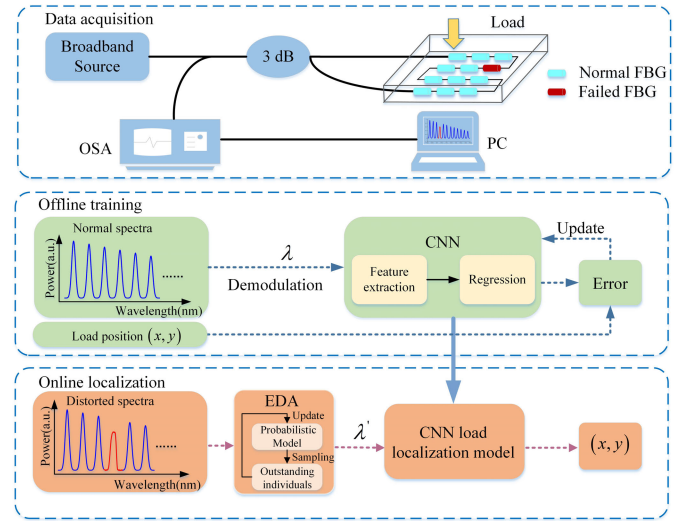 Data acquisition
Load
Broadband
Source
3 dB
Normal FBG
Failed FBG
OSA
PC
Offline training
Normal spectra
Power(a.u.)
......
Wavelength(nm)
Load position (x, y)
λ
Demodulation
CNN
Feature
extraction
Regression
Update
Error
Online localization
Distorted spectra
Power(a.u.)
......
Wavelength(nm)
EDA
Update
Probabilistic
Model
Sampling
Outstanding
individuals
λ'
CNN load
localization model
(x, y)